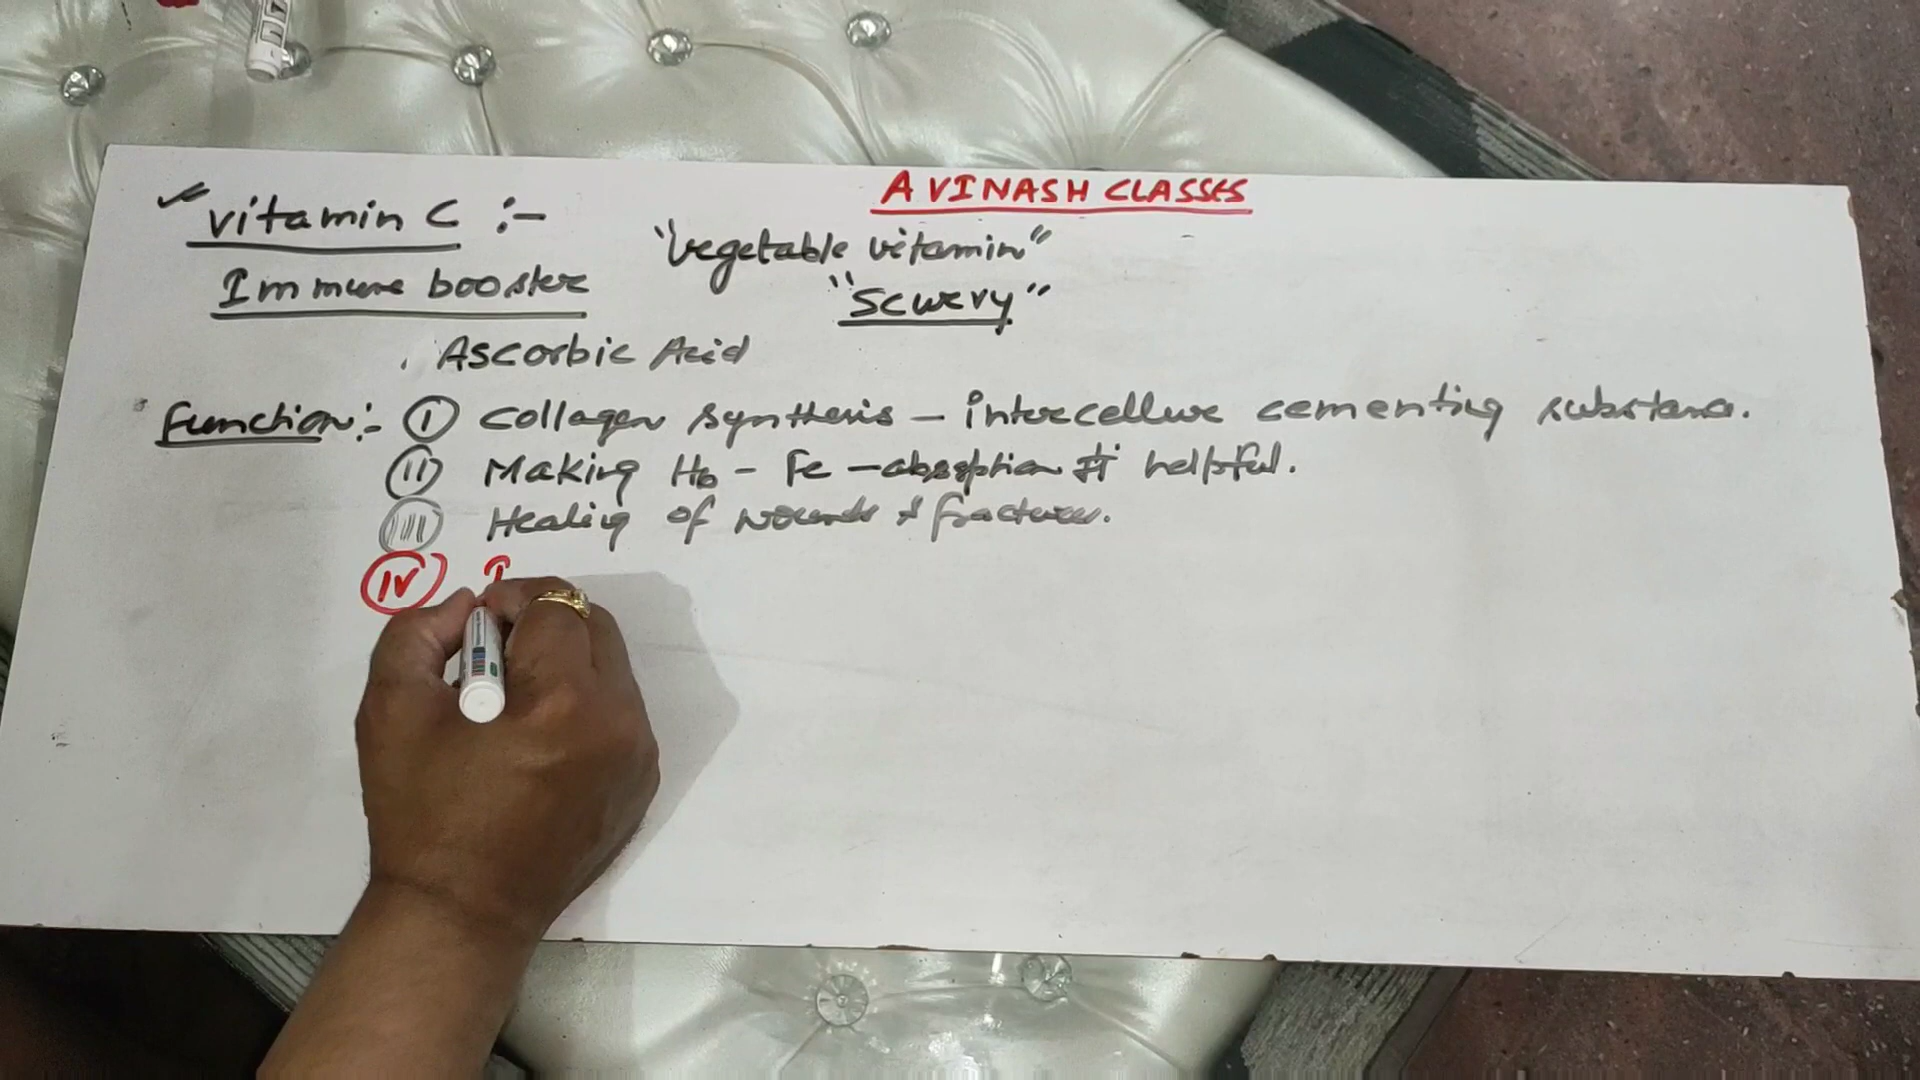 AVINASH CLASSES
Vitamin C :-
"Vegetable vitamin"
Immune booster
"Scurvy"
Ascorbic Acid
Function:- (I) Collagen synthesis - intercellure cementing substance.
(II) Making Hb - Fe - absorption में helpful.
(III) Healing of wounds & fractures.
(IV) I